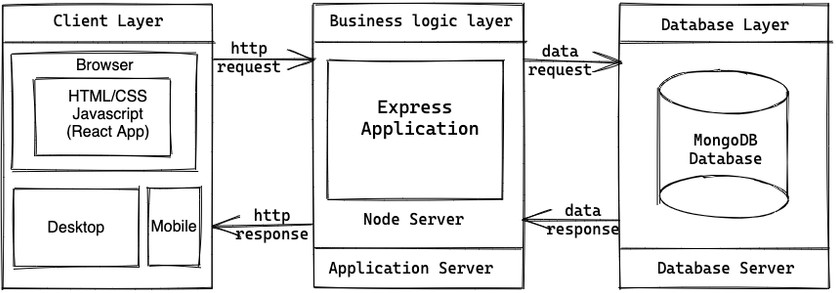 Client Layer
Browser
HTML/CSS
Javascript
(React App)
Desktop
Mobile
http
request
http
response
Business logic layer
Express
Application
Node Server
Application Server
data
request
data
response
Database Layer
MongoDB
Database
Database Server